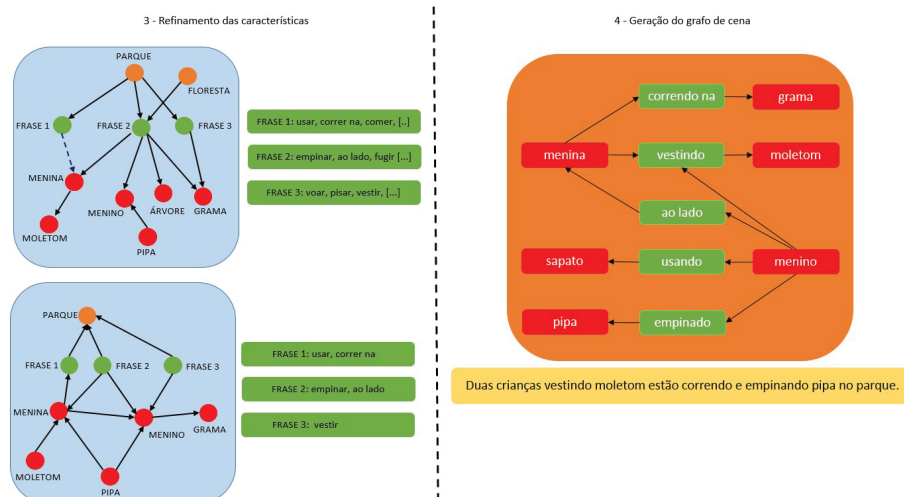 3 - Refinamento das características
PARQUE
FLORESTA
FRASE 1
FRASE 2
FRASE 3
MENINA
MENINO
ÁRVORE
GRAMA
MOLETOM
PIPA
FRASE 1: usar, correr na, comer, [..]
FRASE 2: empinar, ao lado, fugir [...]
FRASE 3: voar, pisar, vestir, [...]
PARQUE
FRASE 1
FRASE 2
FRASE 3
MENINA
MENINO
GRAMA
MOLETOM
PIPA
FRASE 1: usar, correr na
FRASE 2: empinar, ao lado
FRASE 3: vestir
4 - Geração do grafo de cena
correndo na
grama
menina
vestindo
moletom
ao lado
sapato
usando
menino
pipa
empinado
Duas crianças vestindo moletom estão correndo e empinando pipa no parque.